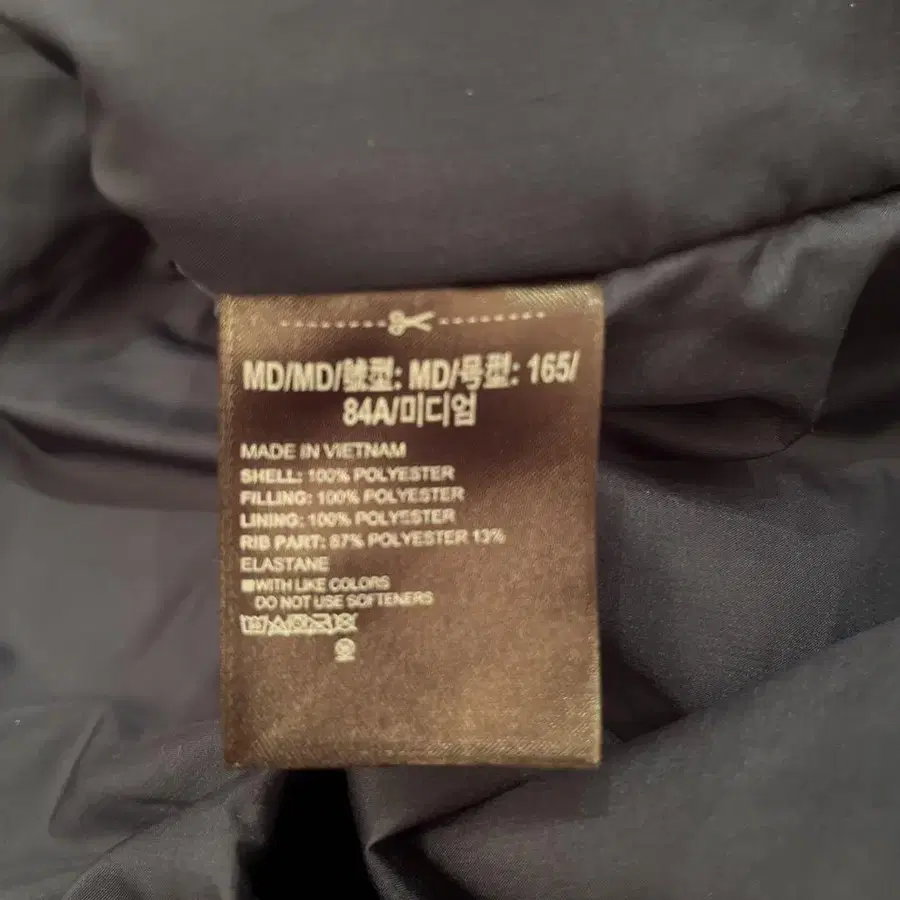 MD/MD/號型: MD/号型: 165/
84A/미디엄
MADE IN VIETNAM
SHELL: 100% POLYESTER
FILLING: 100% POLYESTER
LINING: 100% POLYESTER
RIB PART: 87% POLYESTER 13%
ELASTANE
WITH LIKE COLORS
DO NOT USE SOFTENERS